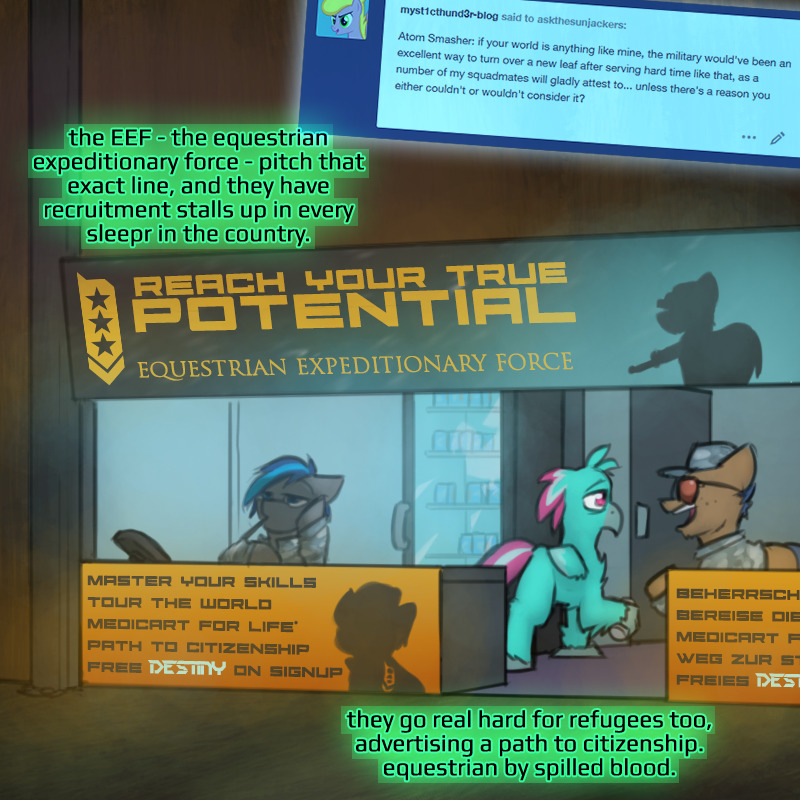 myst1cthund3r-blog said to askthesunjackers:
Atom Smasher: if your world is anything like mine, the military would've been an
excellent way to turn over a new leaf after serving hard time like that, as a
number of my squadmates will gladly attest to... unless there's a reason you
either couldn't or wouldn't consider it?
the EEF - the equestrian
expeditionary force - pitch that
exact line, and they have
recruitment stalls up in every
sleepr in the country.
REACH YOUR TRUE
POTENTIAL
EQUESTRIAN EXPEDITIONARY FORCE
MASTER YOUR SKILLS
TOUR THE WORLD
MEDICART FOR LIFE*
PATH TO CITIZENSHIP
FREE DESTINY ON SIGNUP
BEHERRSCH
BEREISE DIE
MEDICART F
WEG ZUR ST
FREIES DEST
they go real hard for refugees too,
advertising a path to citizenship.
equestrian by spilled blood.